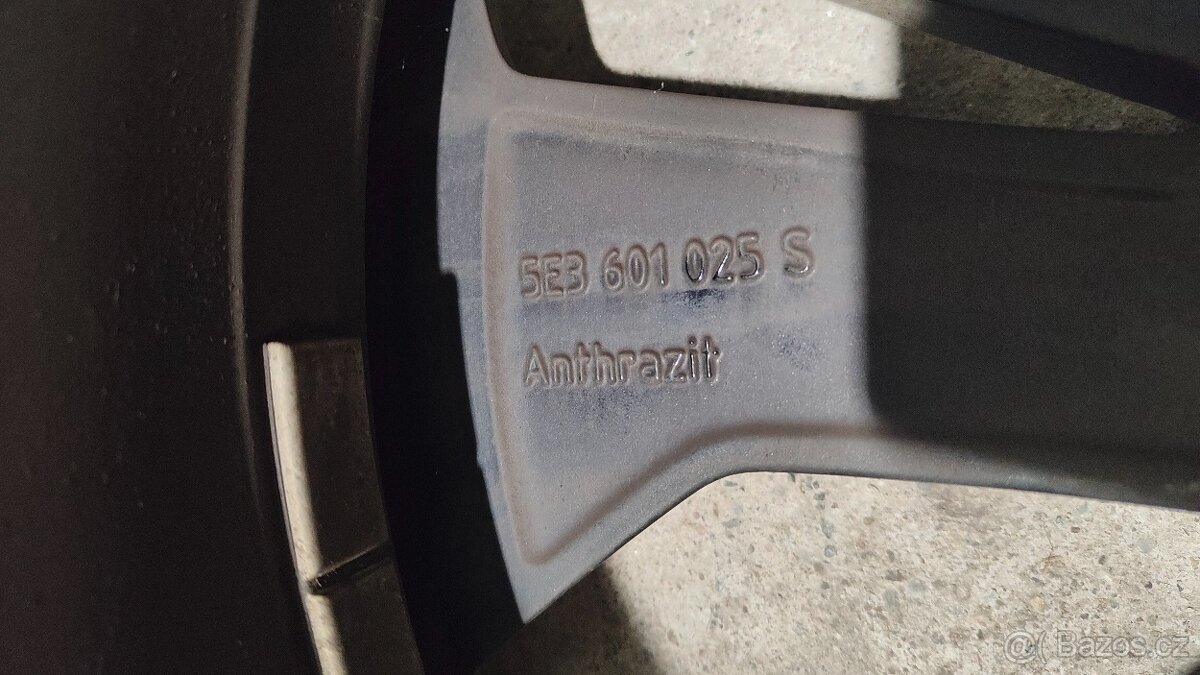 5E3 601 025 S
Anthrazit
@( Bazos.cz